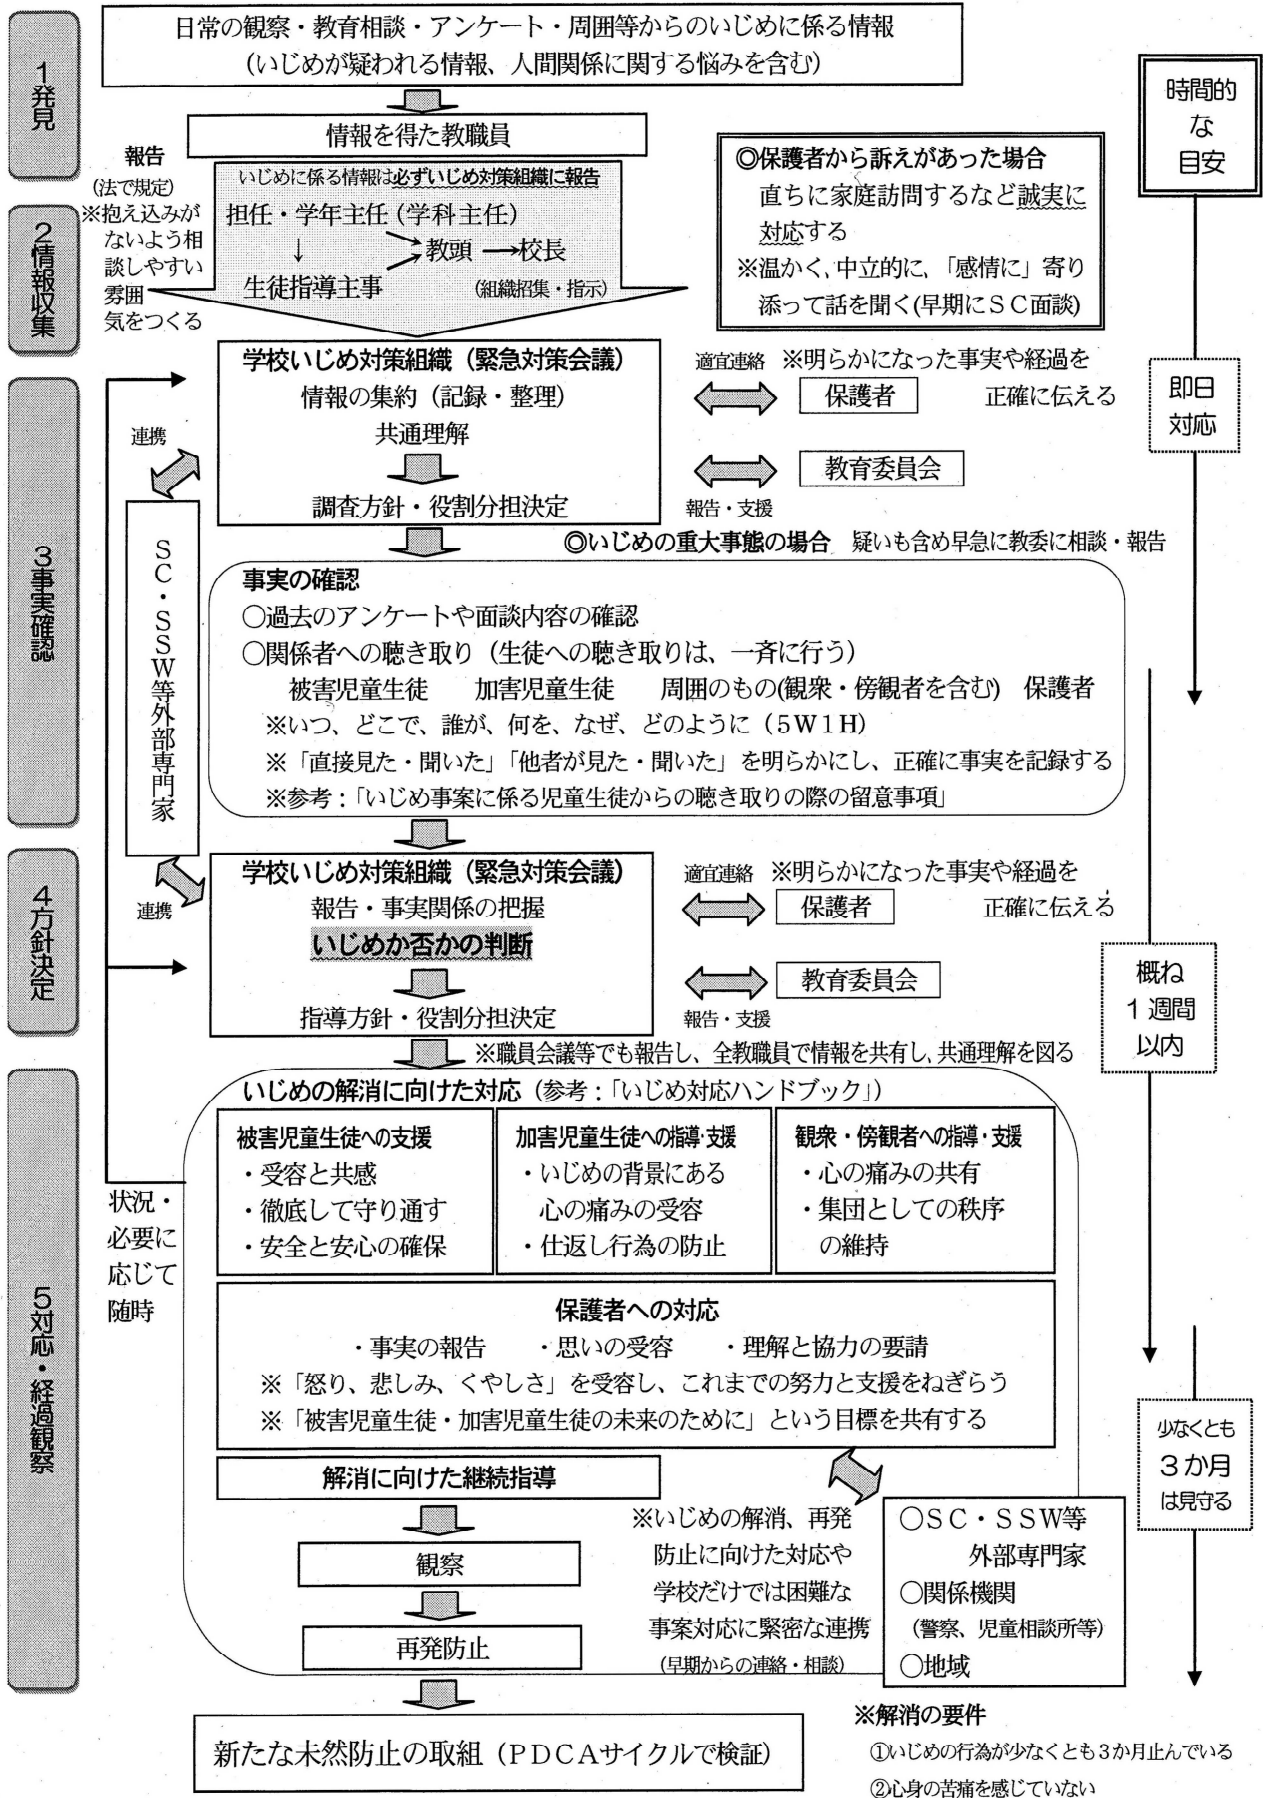 1発見
日常の観察・教育相談・アンケート・周囲等からのいじめに係る情報
(いじめが疑われる情報、人間関係に関する悩みを含む)
時間的
な
目安
情報を得た教職員
報告
(法で規定)
※抱え込みが
ないよう相
談しやすい
雰囲
気をつくる
いじめに係る情報は必ずいじめ対策組織に報告
担任・学年主任(学科主任)
↓
教頭→校長
生徒指導主事
(組織招集・指示)
◎保護者から訴えがあった場合
直ちに家庭訪問するなど誠実に
対応する
※温かく,中立的に、「感情に」寄り
添って話を聞く(早期にSC面談)
2情報収集
学校いじめ対策組織(緊急対策会議)
情報の集約(記録・整理)
共通理解
調査方針・役割分担決定
適宜連絡 ※明らかになった事実や経過を
保護者 正確に伝える
教育委員会
報告・支援
即日
対応
連携
3事実確認
SC・SSW等外部専門家
◎いじめの重大事態の場合 疑いも含め早急に教委に相談・報告
事実の確認
○過去のアンケートや面談内容の確認
○関係者への聴き取り(生徒への聴き取りは、一斉に行う)
被害児童生徒 加害児童生徒 周囲のもの(観衆・傍観者を含む) 保護者
※いつ、どこで、誰が、何を、なぜ、どのように(5W1H)
※「直接見た・聞いた」「他者が見た・聞いた」を明らかにし、正確に事実を記録する
※参考:「いじめ事案に係る児童生徒からの聴き取りの際の留意事項」
4方針決定
連携
学校いじめ対策組織(緊急対策会議)
報告・事実関係の把握
いじめか否かの判断
指導方針・役割分担決定
適宜連絡 ※明らかになった事実や経過を
保護者 正確に伝える
教育委員会
報告・支援
概ね
1週間
以内
※職員会議等でも報告し、全教職員で情報を共有し,共通理解を図る
5対応・経過観察
状況・
必要に
応じて
随時
いじめの解消に向けた対応(参考:「いじめ対応ハンドブック」)
被害児童生徒への支援
・受容と共感
・徹底して守り通す
・安全と安心の確保
加害児童生徒への指導・支援
・いじめの背景にある
心の痛みの受容
・仕返し行為の防止
観衆・傍観者への指導・支援
・心の痛みの共有
・集団としての秩序
の維持
保護者への対応
・事実の報告 ・思いの受容 ・理解と協力の要請
※「怒り、悲しみ、くやしさ」を受容し、これまでの努力と支援をねぎらう
※「被害児童生徒・加害児童生徒の未来のために」という目標を共有する
少なくとも
3か月
は見守る
解消に向けた継続指導
観察
再発防止
※いじめの解消、再発
防止に向けた対応や
学校だけでは困難な
事案対応に緊密な連携
(早期からの連絡・相談)
○SC・SSW等
外部専門家
○関係機関
(警察、児童相談所等)
○地域
新たな未然防止の取組(PDCAサイクルで検証)
※解消の要件
①いじめの行為が少なくとも3か月止んでいる
②心身の苦痛を感じていない